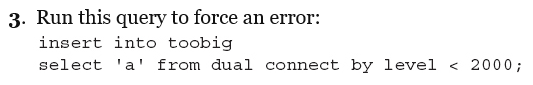 3. Run this query to force an error:
insert into toobig
select 'a' from dual connect by level < 2000;